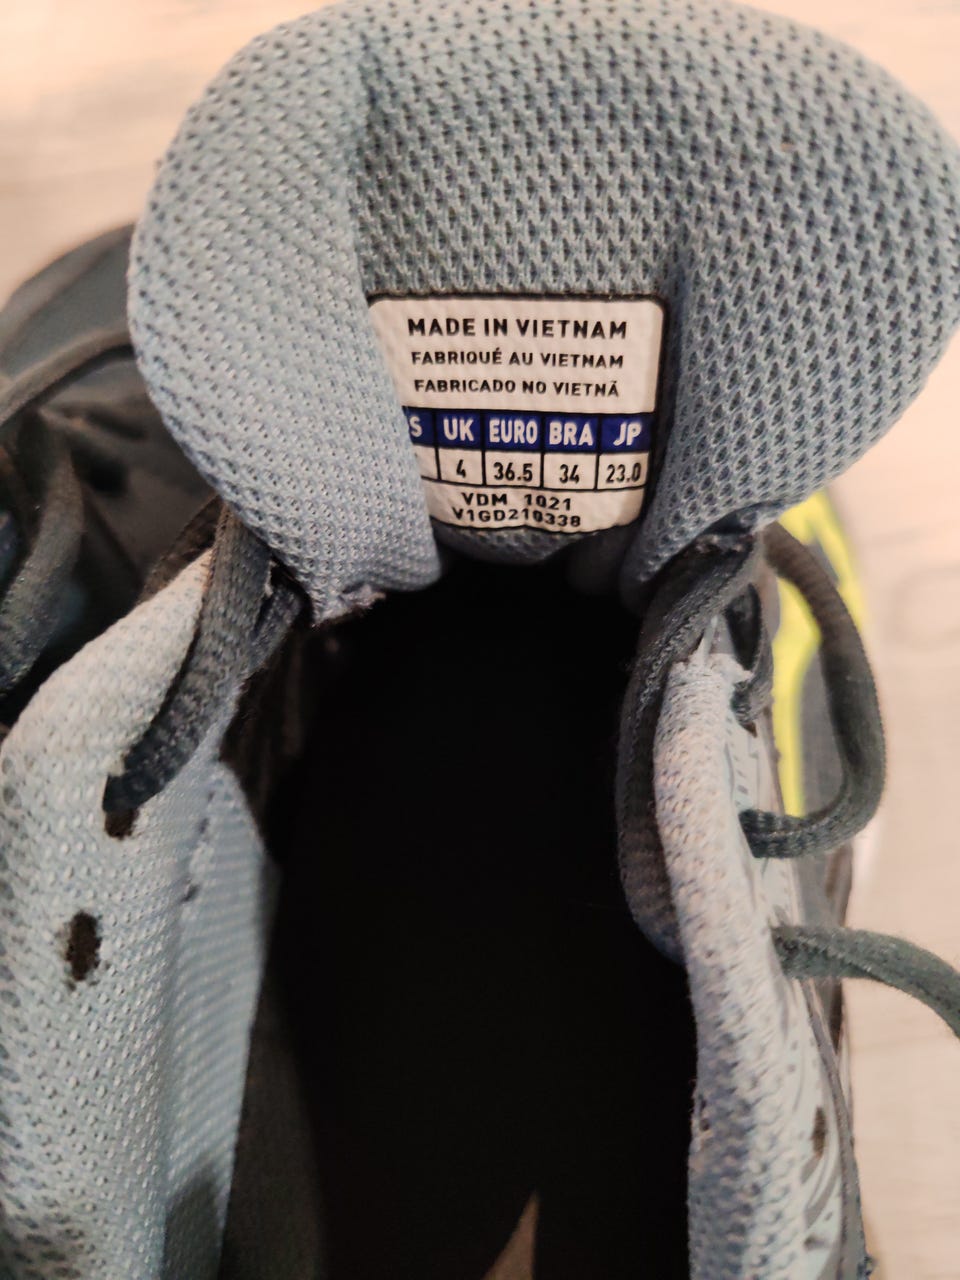 MADE IN VIETNAM
FABRIQUÉ AU VIETNAM
FABRICADO NO VIETNÃ
S UK EURO BRA JP
4 36.5 34 23.0
VDM 1021
V1GD210338